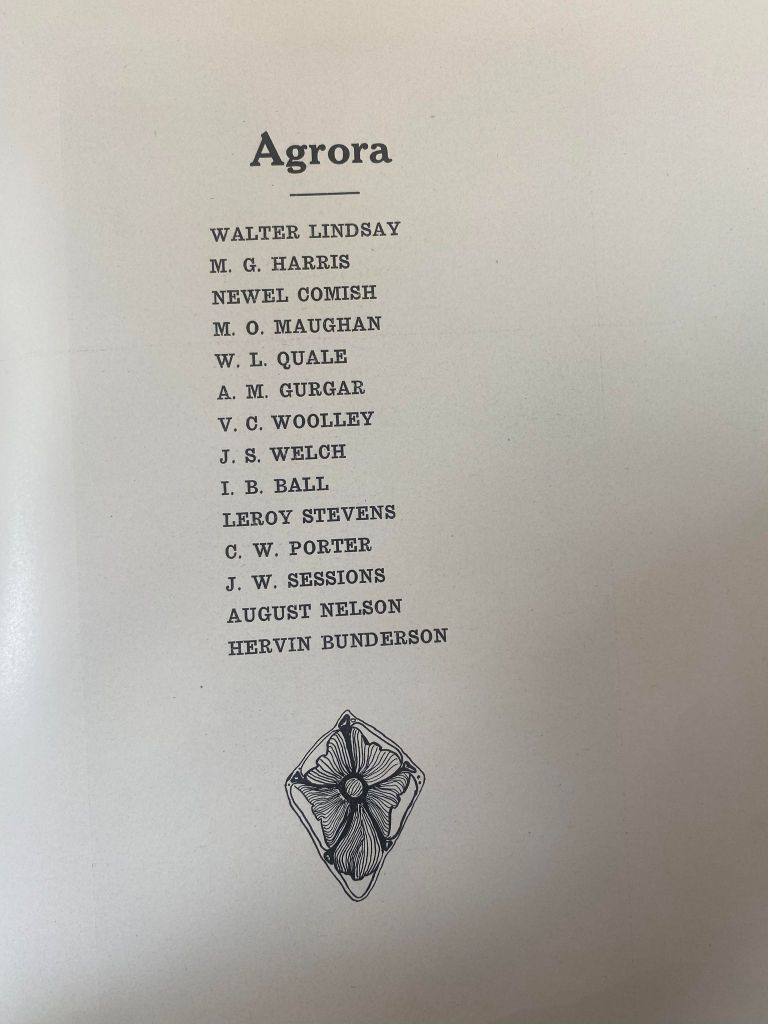 Agrora
WALTER LINDSAY
M. G. HARRIS
NEWEL COMISH
M. O. MAUGHAN
W. L. QUALE
A. M. GURGAR
V. C. WOOLLEY
J. S. WELCH
I. B. BALL
LEROY STEVENS
C. W. PORTER
J. W. SESSIONS
AUGUST NELSON
HERVIN BUNDERSON